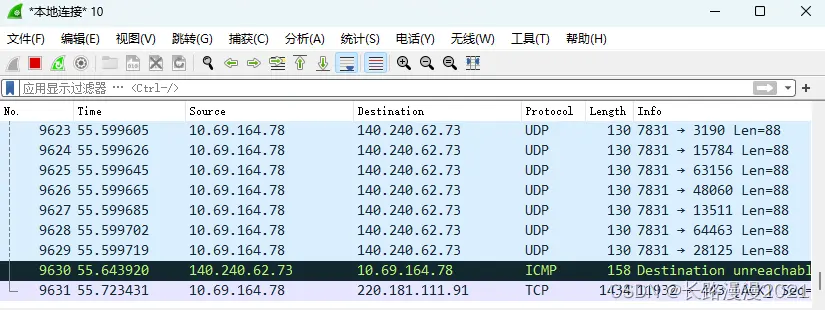 *本地连接* 10
文件(F) 编辑(E) 视图(V) 跳转(G) 捕获(C) 分析(A) 统计(S) 电话(Y) 无线(W) 工具(T) 帮助(H)
应用显示过滤器 … <Ctrl-/>
No. Time Source Destination Protocol Length Info
9623 55.599605 10.69.164.78 140.240.62.73 UDP 130 7831 → 3190 Len=88
9624 55.599626 10.69.164.78 140.240.62.73 UDP 130 7831 → 15784 Len=88
9625 55.599645 10.69.164.78 140.240.62.73 UDP 130 7831 → 63156 Len=88
9626 55.599665 10.69.164.78 140.240.62.73 UDP 130 7831 → 48060 Len=88
9627 55.599685 10.69.164.78 140.240.62.73 UDP 130 7831 → 13511 Len=88
9628 55.599702 10.69.164.78 140.240.62.73 UDP 130 7831 → 64463 Len=88
9629 55.599719 10.69.164.78 140.240.62.73 UDP 130 7831 → 28125 Len=88
9630 55.643920 140.240.62.73 10.69.164.78 ICMP 158 Destination unreachabl
9631 55.723431 10.69.164.78 220.181.111.91 TCP 1434 11932 → 443 [ACK] Seq=
CSDN @长路漫漫2021